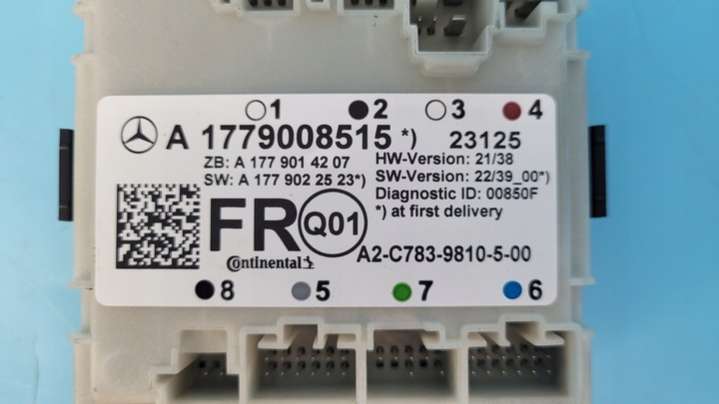 1 2 3 4
A 1779008515 *) 23125
ZB: A 177 901 42 07
SW: A 177 902 25 23*)
HW-Version: 21/38
SW-Version: 22/39_00*)
Diagnostic ID: 00850F
*) at first delivery
FR Q01
Continental
A2-C783-9810-5-00
8 5 7 6